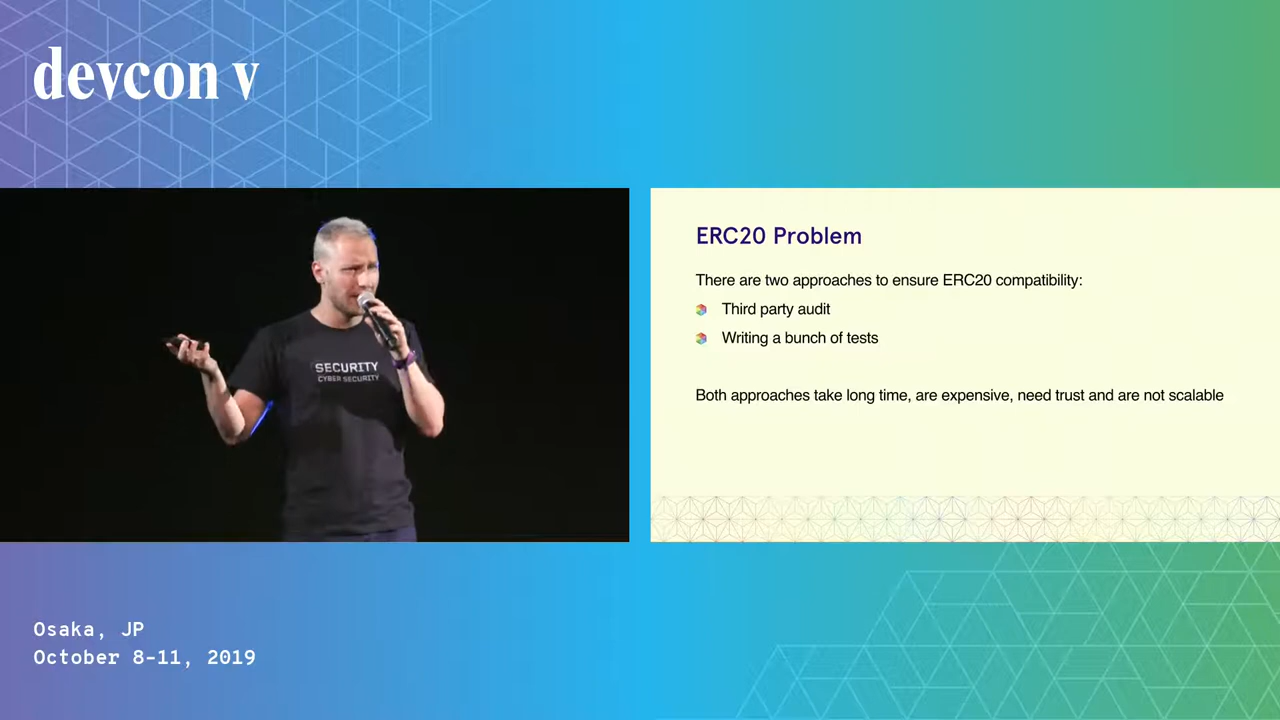 devcon v
SECURITY
CYBER SECURITY
ERC20 Problem
There are two approaches to ensure ERC20 compatibility:
Third party audit
Writing a bunch of tests
Both approaches take long time, are expensive, need trust and are not scalable
Osaka, JP
October 8-11, 2019